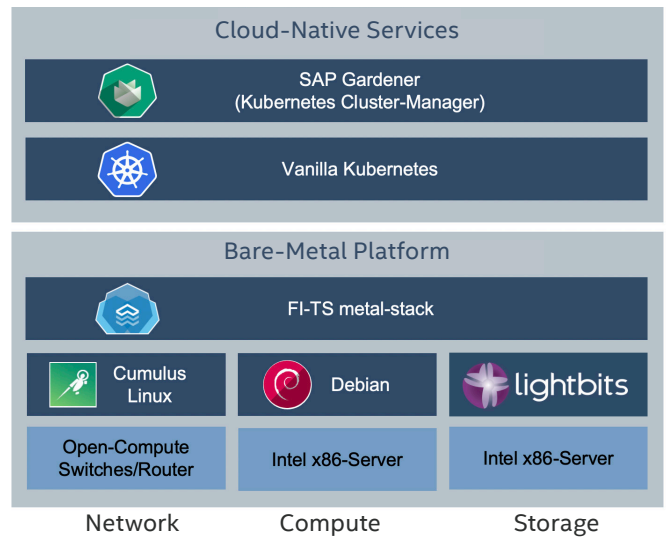 Cloud-Native Services
SAP Gardener
(Kubernetes Cluster-Manager)
Vanilla Kubernetes
Bare-Metal Platform
FI-TS metal-stack
Cumulus
Linux
Debian
lightbits
Open-Compute
Switches/Router
Intel x86-Server
Intel x86-Server
Network
Compute
Storage